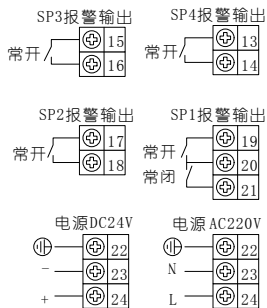 SP3报警输出 SP4报警输出
常开 15 常开 13
16 14
SP2报警输出 SP1报警输出
常开 17 常开 19
18 常闭 20
21
电源DC24V 电源AC220V
22 22
- 23 N 23
+ 24 L 24